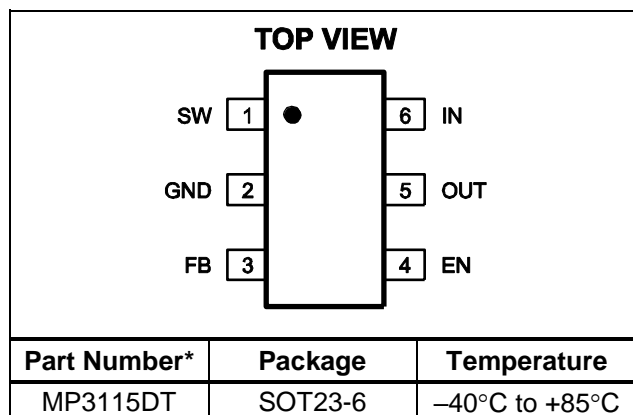 TOP VIEW
SW 1 6 IN
GND 2 5 OUT
FB 3 4 EN
Part Number* Package Temperature
MP3115DT SOT23-6 –40°C to +85°C